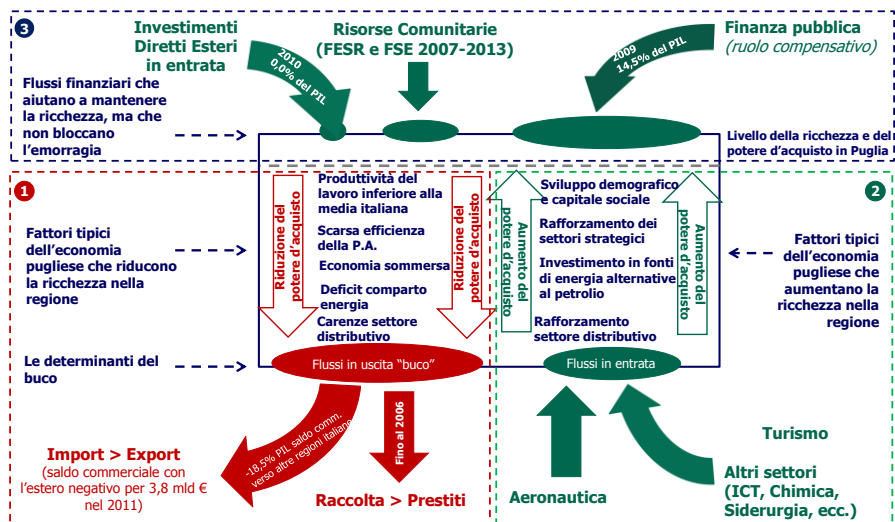 3
Investimenti
Diretti Esteri
in entrata
2010
0,0% del PIL
Risorse Comunitarie
(FESR e FSE 2007-2013)
2009
14,5% del PIL
Finanza pubblica
(ruolo compensativo)
Flussi finanziari che
aiutano a mantenere
la ricchezza, ma che
non bloccano
l'emorragia
Livello della ricchezza e del
potere d'acquisto in Puglia
1
Fattori tipici
dell'economia
pugliese che riducono
la ricchezza nella
regione
Riduzione del
potere d'acquisto
Produttività del
lavoro inferiore alla
media italiana
Scarsa efficienza
della P.A.
Economia sommersa
Deficit comparto
energia
Carenze settore
distributivo
Riduzione del
potere d'acquisto
Aumento del
potere d'acquisto
Sviluppo demografico
e capitale sociale
Rafforzamento dei
settori strategici
Investimento in fonti
di energia alternative
al petrolio
Rafforzamento
settore distributivo
Aumento del
potere d'acquisto
2
Fattori tipici
dell'economia
pugliese che
aumentano la
ricchezza nella
regione
Le determinanti del
buco
Flussi in uscita “buco”
Flussi in entrata
-18,5% PIL saldo comm.
verso altre regioni italiane
Fino al 2006
Import > Export
(saldo commerciale con
l'estero negativo per 3,8 mld €
nel 2011)
Raccolta > Prestiti
Aeronautica
Turismo
Altri settori
(ICT, Chimica,
Siderurgia, ecc.)